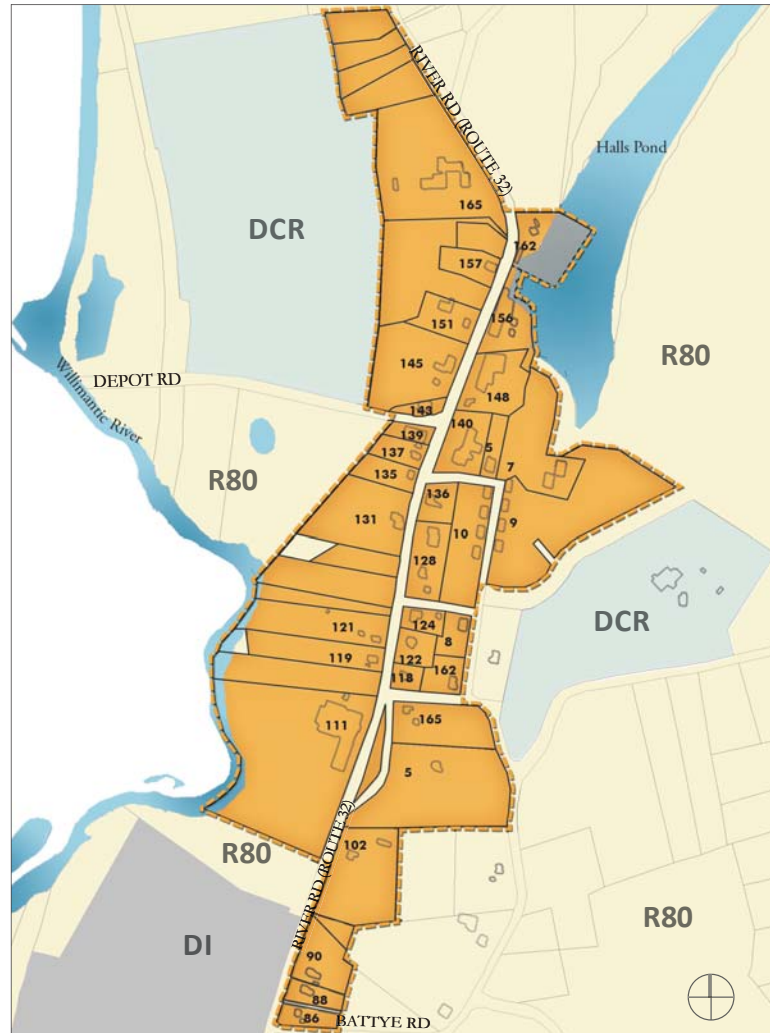 RIVER RD (ROUTE 32)
Halls Pond
165
DCR
162
157
156
151
R80
145
148
Willimantic River
DEPOT RD
143
140
139
5
137
7
R80
135
136
9
131
10
128
DCR
124
121
8
122
119
162
118
165
111
5
RIVER RD (ROUTE 32)
102
R80
R80
DI
90
88
86
BATTYE RD